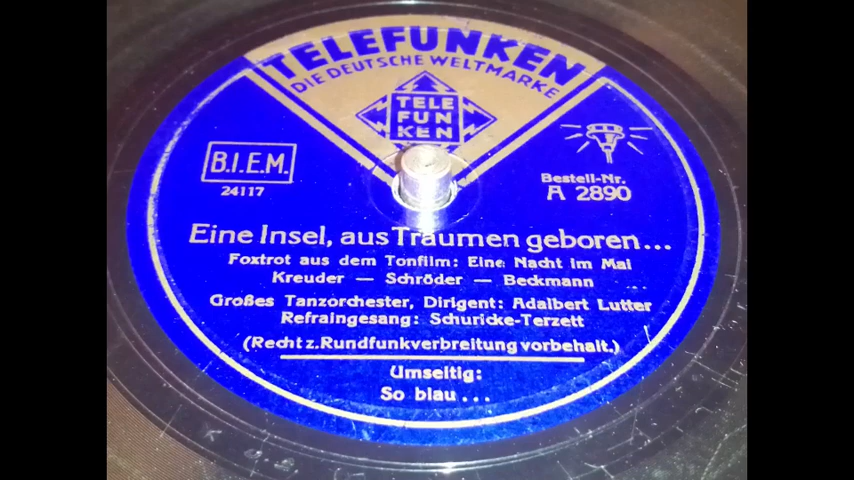 TELEFUNKEN
DIE DEUTSCHE WELTMARKE
TELE
FUN
KEN
B.I.E.M.
24117
Bestell-Nr.
A 2890
Eine Insel, aus Träumen geboren...
Foxtrot aus dem Tonfilm: Eine Nacht im Mai
Kreuder — Schröder — Beckmann
Großes Tanzorchester, Dirigent: Adalbert Lutter
Refraingesang: Schuricke-Terzett
(Recht z.Rundfunkverbreitung vorbehalt.)
Umseitig:
So blau...